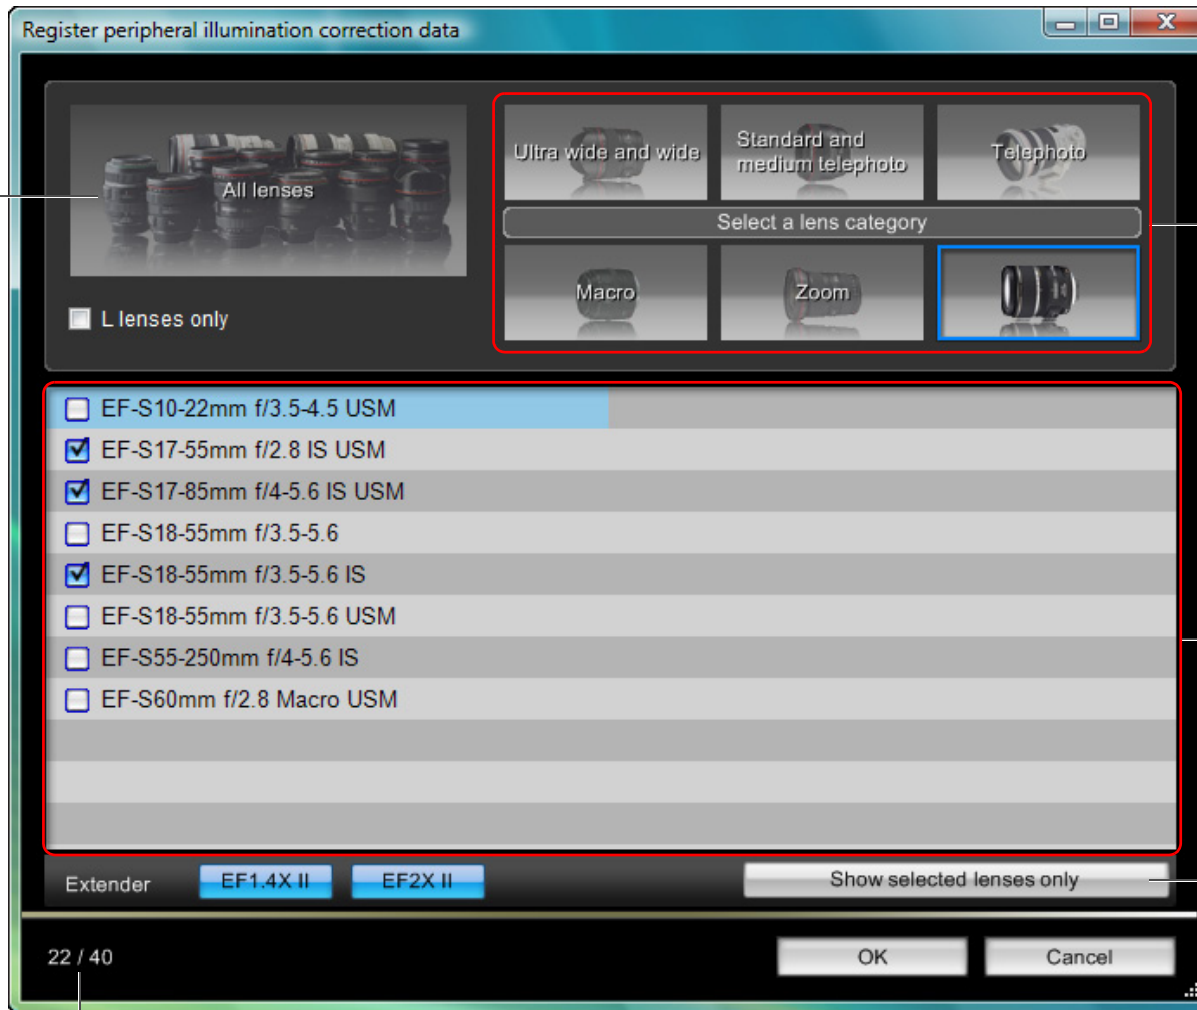 Register peripheral illumination correction data
All lenses
L lenses only
Ultra wide and wide
Standard and
medium telephoto
Telephoto
Select a lens category
Macro
Zoom
EF-S10-22mm f/3.5-4.5 USM
EF-S17-55mm f/2.8 IS USM
EF-S17-85mm f/4-5.6 IS USM
EF-S18-55mm f/3.5-5.6
EF-S18-55mm f/3.5-5.6 IS
EF-S18-55mm f/3.5-5.6 USM
EF-S55-250mm f/4-5.6 IS
EF-S60mm f/2.8 Macro USM
Extender
EF1.4X II
EF2X II
Show selected lenses only
22 / 40
OK
Cancel